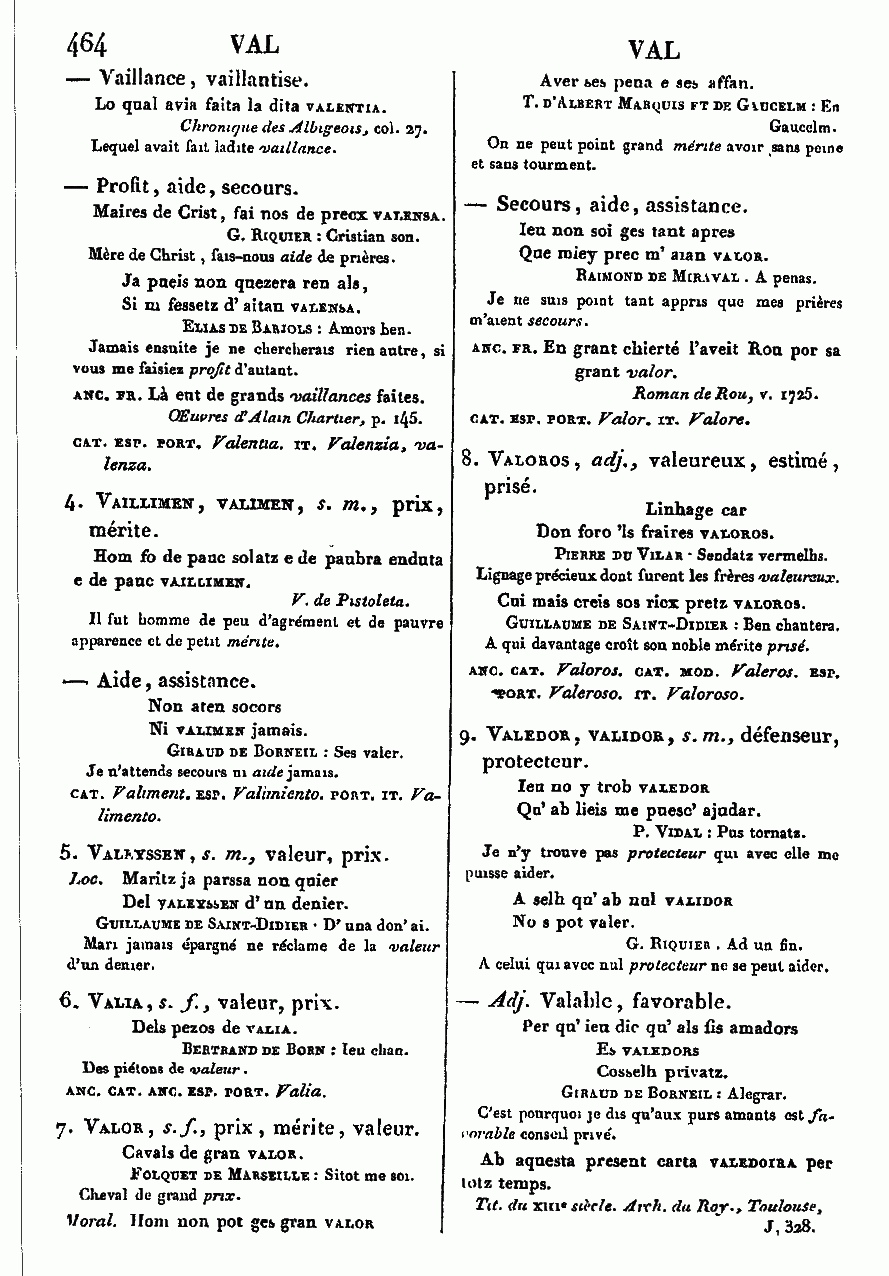 464 VAL
— Vaillance, vaillantise.
Lo qual avia faita la dita VALENTIA.
Chronique des Albigeois, col. 27.
Lequel avait fait ladite vaillance.
— Profit, aide, secours.
Maires de Crist, fai nos de precx VALENSA.
G. RIQUIER : Cristian son.
Mère de Christ, fais-nous aide de prières.
Ja pueis non quezera ren als,
Si m fessetz d' aitan VALENSA.
ELIAS DE BARJOLS : Amors ben.
Jamais ensuite je ne chercherais rien autre, si
vous me faisiez profit d'autant.
ANC. FR. Là ent de grands vaillances faites.
Œuvres d'Alain Chartier, p. 145.
CAT. ESP. PORT. Valentia. IT. Valenzia, va-
lenza.
4. VAILLIMEN, VALIMEN, s. m., prix,
mérite.
Hom fo de pauc solatz e de paubra enduta
e de pauc VAILLIMEN.
V. de Pistoleta.
Il fut homme de peu d'agrément et de pauvre
apparence et de petit mérite.
— Aide, assistance.
Non aten socors
Ni VALIMEN jamais.
GIRAUD DE BORNEIL : Ses valer.
Je n'attends secours ni aide jamais.
CAT. Valiment. ESP. Valimiento. PORT. IT. Va-
limento.
5. VALEYSSEN, s. m., valeur, prix.
Loc. Maritz ja parssa non quier
Del VALEYSSEN d' un denier.
GUILLAUME DE SAINT-DIDIER · D' una don' ai.
Mari jamais épargné ne réclame de la valeur
d'un denier.
6. VALIA, s. f., valeur, prix.
Dels pezos de VALIA.
BERTRAND DE BORN : Ieu chan.
Des piétons de valeur.
ANC. CAT. ANC. ESP. PORT. Valia.
7. VALOR, s. f., prix, mérite, valeur.
Cavals de gran VALOR.
FOLQUET DE MARSEILLE : Sitot me soi.
Cheval de grand prix.
Moral. Hom non pot ges gran VALOR
VAL
Aver ses pena e ses affan.
T. D'ALBERT MARQUIS ET DE GAUCELM : En
Gaucelm.
On ne peut point grand mérite avoir sans peine
et sans tourment.
— Secours, aide, assistance.
Ieu non soi ges tant apres
Que miey prec m' aian VALOR.
RAIMOND DE MIRAVAL . A penas.
Je ne suis point tant appris que mes prières
m'aient secours.
ANC. FR. En grant chierté l'aveit Rou por sa
grant valor.
Roman de Rou, v. 1725.
CAT. ESP. PORT. Valor. IT. Valore.
8. VALOROS, adj., valeureux, estimé,
prisé.
Linhage car
Don foro 'ls fraires VALOROS.
PIERRE DU VILAR · Sendatz vermelhs.
Lignage précieux dont furent les frères valeureux.
Cui mais creis sos ricx pretz VALOROS.
GUILLAUME DE SAINT-DIDIER : Ben chantera.
A qui davantage croît son noble mérite prisé.
ANC. CAT. Valoros. CAT. MOD. Valeros. ESP.
PORT. Valeroso. IT. Valoroso.
9. VALEDOR, VALIDOR, s. m., défenseur,
protecteur.
Ieu no y trob VALEDOR
Qu' ab lieis me puesc' ajudar.
P. VIDAL : Pus tornatz.
Je n'y trouve pas protecteur qui avec elle me
puisse aider.
A selh qu' ab nul VALIDOR
No s pot valer.
G. RIQUIER . Ad un fin.
A celui qui avec nul protecteur ne se peut aider.
— Adj. Valable, favorable.
Per qu' ieu dic qu' als fis amadors
Es VALEDORS
Cosselh privatz.
GIRAUD DE BORNEIL : Alegrar.
C'est pourquoi je dis qu'aux purs amants est fa-
vorable conseil privé.
Ab aquesta present carta VALEDOIRA per
totz temps.
Tit. du XIIIe siècle. Arch. du Roy., Toulouse,
J, 328.